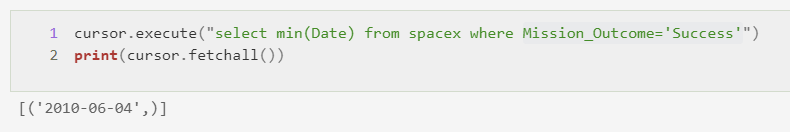 1 cursor.execute("select min(Date) from spacex where Mission_Outcome='Success'")
2 print(cursor.fetchall())
[('2010-06-04',)]